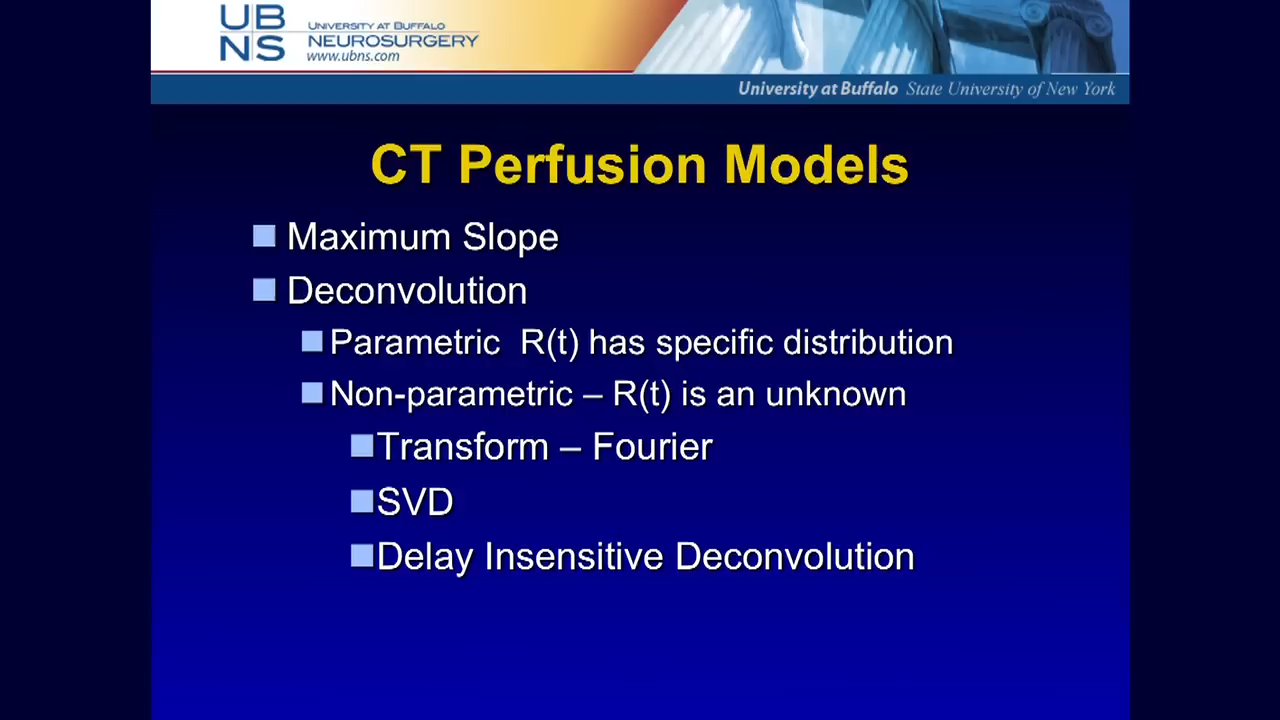 UB
NS
UNIVERSITY AT BUFFALO
NEUROSURGERY
www.ubns.com
University at Buffalo State University of New York
CT Perfusion Models
Maximum Slope
Deconvolution
Parametric R(t) has specific distribution
Non-parametric – R(t) is an unknown
Transform – Fourier
SVD
Delay Insensitive Deconvolution